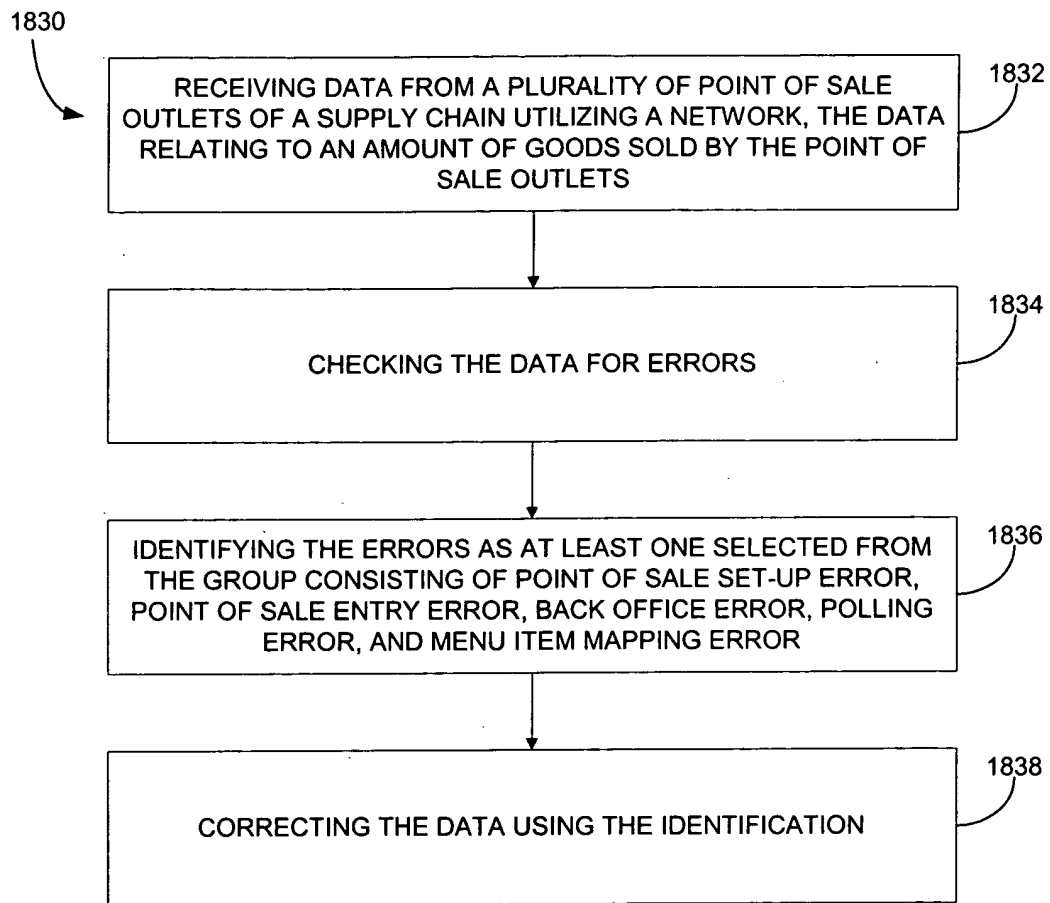 1830
RECEIVING DATA FROM A PLURALITY OF POINT OF SALE
OUTLETS OF A SUPPLY CHAIN UTILIZING A NETWORK, THE DATA
RELATING TO AN AMOUNT OF GOODS SOLD BY THE POINT OF
SALE OUTLETS
1832
CHECKING THE DATA FOR ERRORS
1834
IDENTIFYING THE ERRORS AS AT LEAST ONE SELECTED FROM
THE GROUP CONSISTING OF POINT OF SALE SET-UP ERROR,
POINT OF SALE ENTRY ERROR, BACK OFFICE ERROR, POLLING
ERROR, AND MENU ITEM MAPPING ERROR
1836
CORRECTING THE DATA USING THE IDENTIFICATION
1838